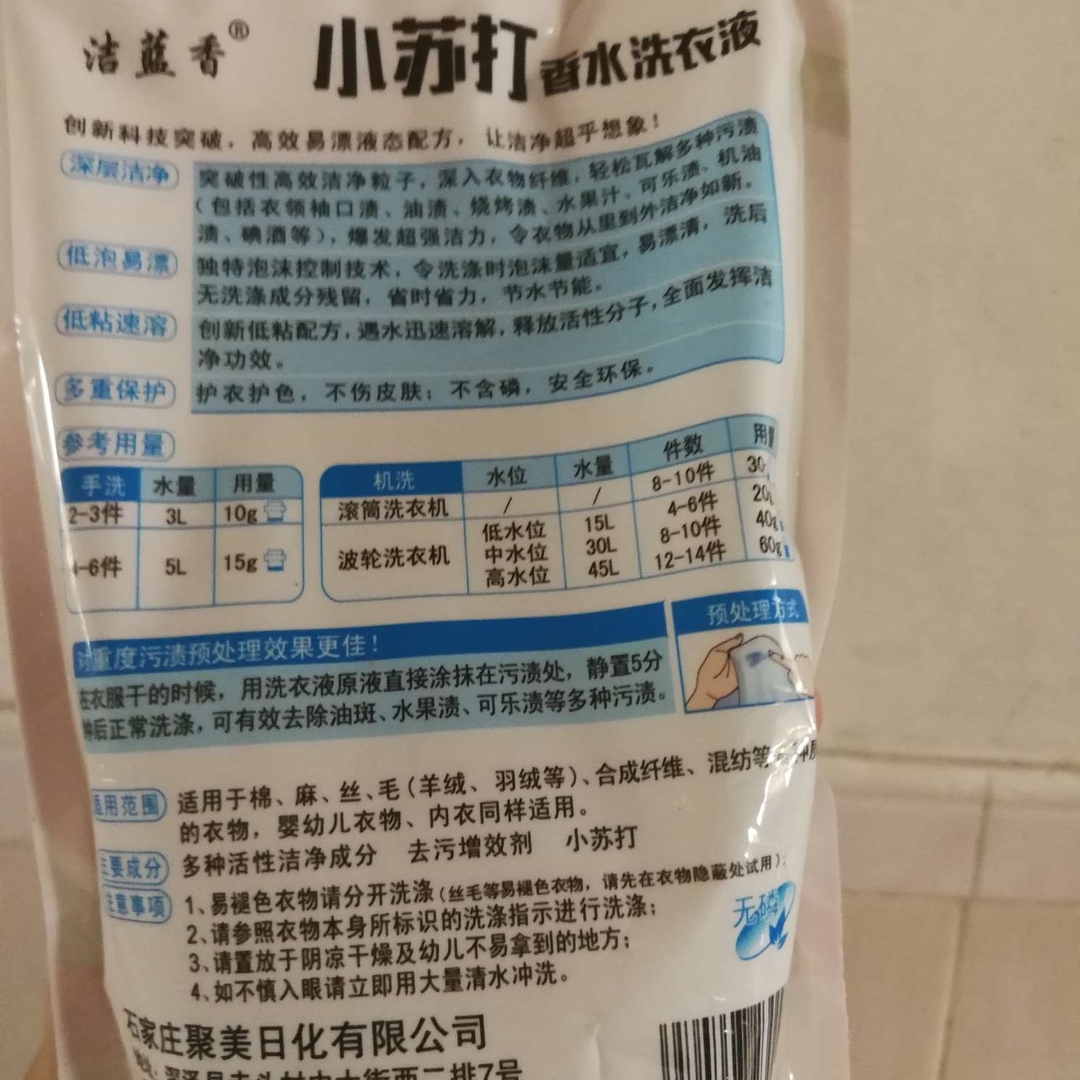 洁蓝香® 小苏打香水洗衣液
创新科技突破，高效易漂液态配方，让洁净超乎想象！
深层洁净 突破性高效洁净粒子，深入衣物纤维，轻松瓦解多种污渍
（包括衣领袖口渍、油渍、烧烤渍、水果汁、可乐渍、机油
渍、碘酒等），爆发超强洁力，令衣物从里到外洁净如新。
低泡易漂 独特泡沫控制技术，令洗涤时泡沫量适宜，易漂清，洗后
无洗涤成分残留，省时省力，节水节能。
低粘速溶 创新低粘配方，遇水迅速溶解，释放活性分子，全面发挥洁
净功效。
多重保护 护衣护色，不伤皮肤；不含磷，安全环保。
参考用量
手洗 水量 用量
2-3件 3L 10g
-6件 5L 15g
机洗 水位 水量 件数 用量
滚筒洗衣机 / / 8-10件 30
波轮洗衣机 低水位 15L 4-6件 20g
中水位 30L 8-10件 40g
高水位 45L 12-14件 60g
对重度污渍预处理效果更佳！
在衣服干的时候，用洗衣液原液直接涂抹在污渍处，静置5分
钟后正常洗涤，可有效去除油斑、水果渍、可乐渍等多种污渍。
预处理方式
适用范围 适用于棉、麻、丝、毛(羊绒、羽绒等)、合成纤维、混纺等
的衣物，婴幼儿衣物、内衣同样适用。
主要成分 多种活性洁净成分 去污增效剂 小苏打
注意事项 1、易褪色衣物请分开洗涤(丝毛等易褪色衣物，请先在衣物隐蔽处试用)；
2、请参照衣物本身所标识的洗涤指示进行洗涤；
3、请置放于阴凉干燥及幼儿不易拿到的地方；
4、如不慎入眼请立即用大量清水冲洗。
无磷
石家庄聚美日化有限公司